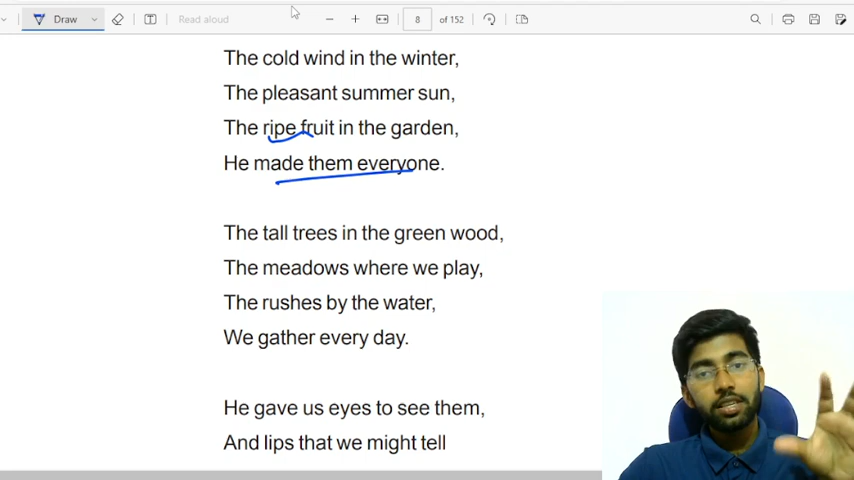 Draw
Read aloud
8
of 152
The cold wind in the winter,
The pleasant summer sun,
The ripe fruit in the garden,
He made them everyone.
The tall trees in the green wood,
The meadows where we play,
The rushes by the water,
We gather every day.
He gave us eyes to see them,
And lips that we might tell